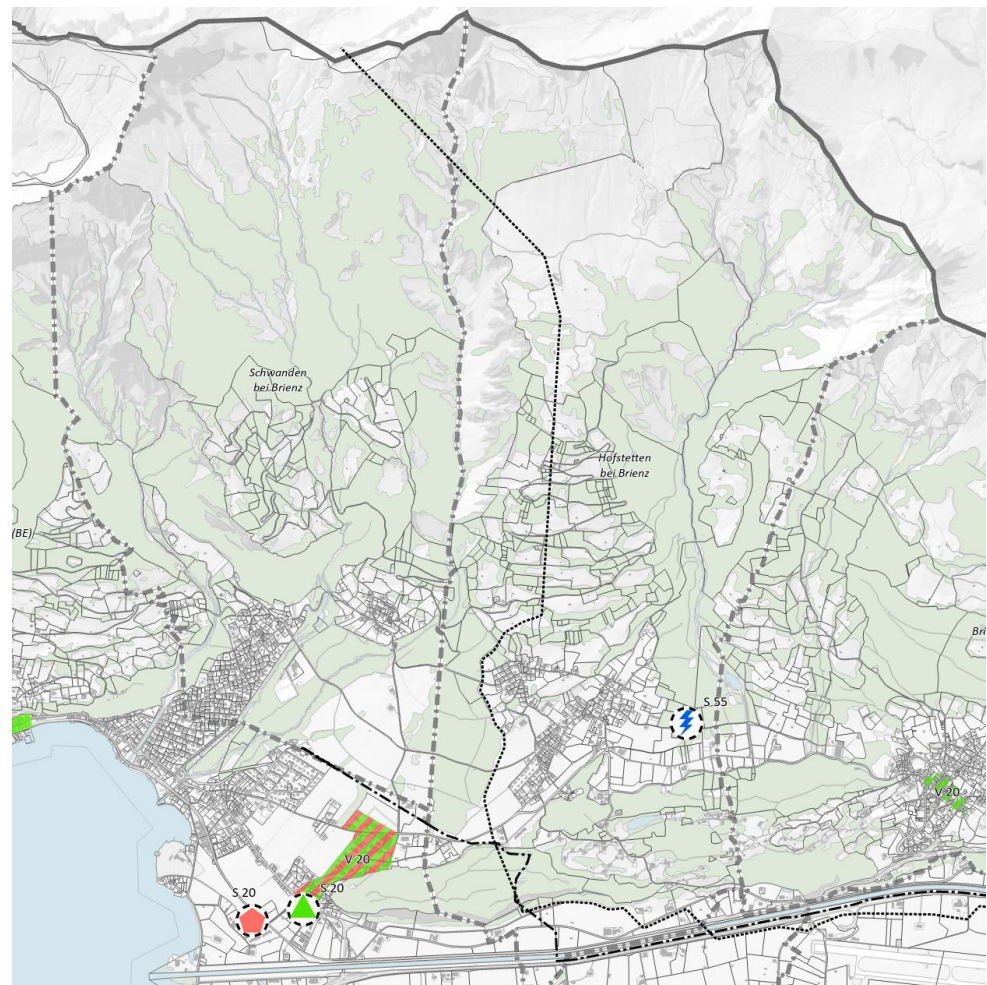 Schwanden
bei Brienz
Hofstetten
bei Brienz
(BE)
Bri
S 55
V 20
V 20
S 20
S 20